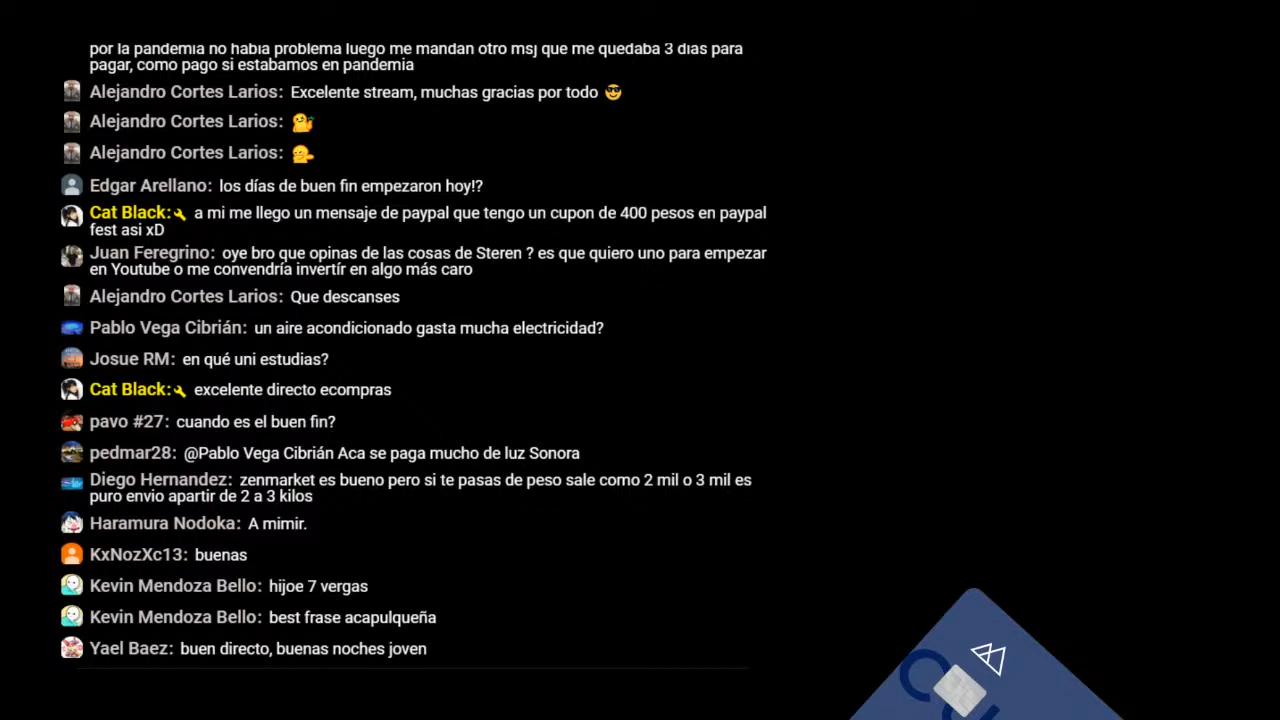 por la pandemia no había problema luego me mandan otro msj que me quedaba 3 días para
pagar, como pago si estabamos en pandemia
Alejandro Cortes Larios: Excelente stream, muchas gracias por todo 😎
Alejandro Cortes Larios:
Alejandro Cortes Larios:
Edgar Arellano: los días de buen fin empezaron hoy!?
Cat Black: a mi me llego un mensaje de paypal que tengo un cupon de 400 pesos en paypal
fest asi xD
Juan Feregrino: oye bro que opinas de las cosas de Steren ? es que quiero uno para empezar
en Youtube o me convendría invertír en algo más caro
Alejandro Cortes Larios: Que descanses
Pablo Vega Cibrián: un aire acondicionado gasta mucha electricidad?
Josue RM: en qué uni estudias?
Cat Black: excelente directo ecompras
pavo #27: cuando es el buen fin?
pedmar28: @Pablo Vega Cibrián Aca se paga mucho de luz Sonora
Diego Hernandez: zenmarket es bueno pero si te pasas de peso sale como 2 mil o 3 mil es
puro envio apartir de 2 a 3 kilos
Haramura Nodoka: A mimir.
KxNozXc13: buenas
Kevin Mendoza Bello: hijoe 7 vergas
Kevin Mendoza Bello: best frase acapulqueña
Yael Baez: buen directo, buenas noches joven